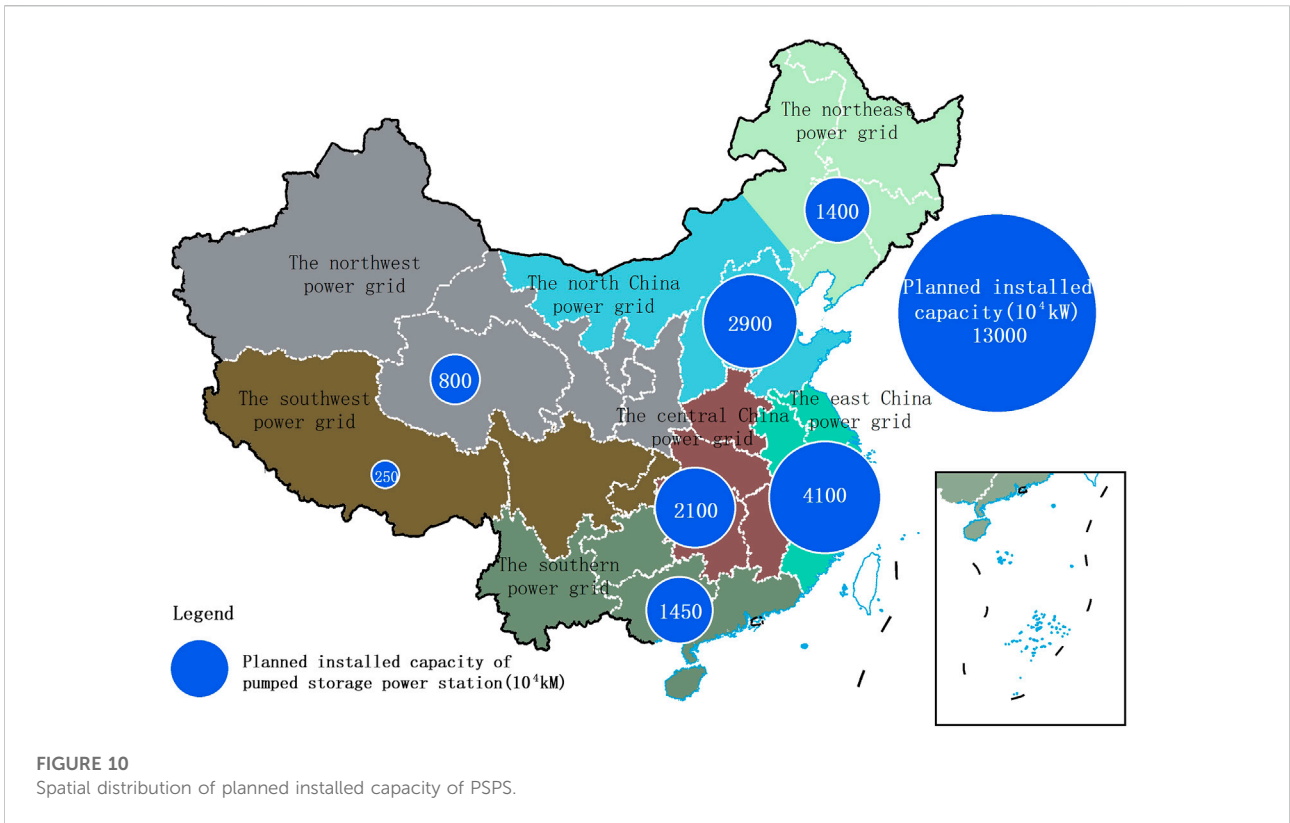 The northeast
power grid
1400
The northwest
power grid
The north China
power grid
Planned installed
capacity(10⁴kW)
13000
2900
800
The southwest
power grid
The central China
power grid
The east China
power grid
250
2100
4100
The southern
power grid
1450
Legend
Planned installed capacity of
pumped storage power station(10⁴kM)
FIGURE 10
Spatial distribution of planned installed capacity of PSPS.